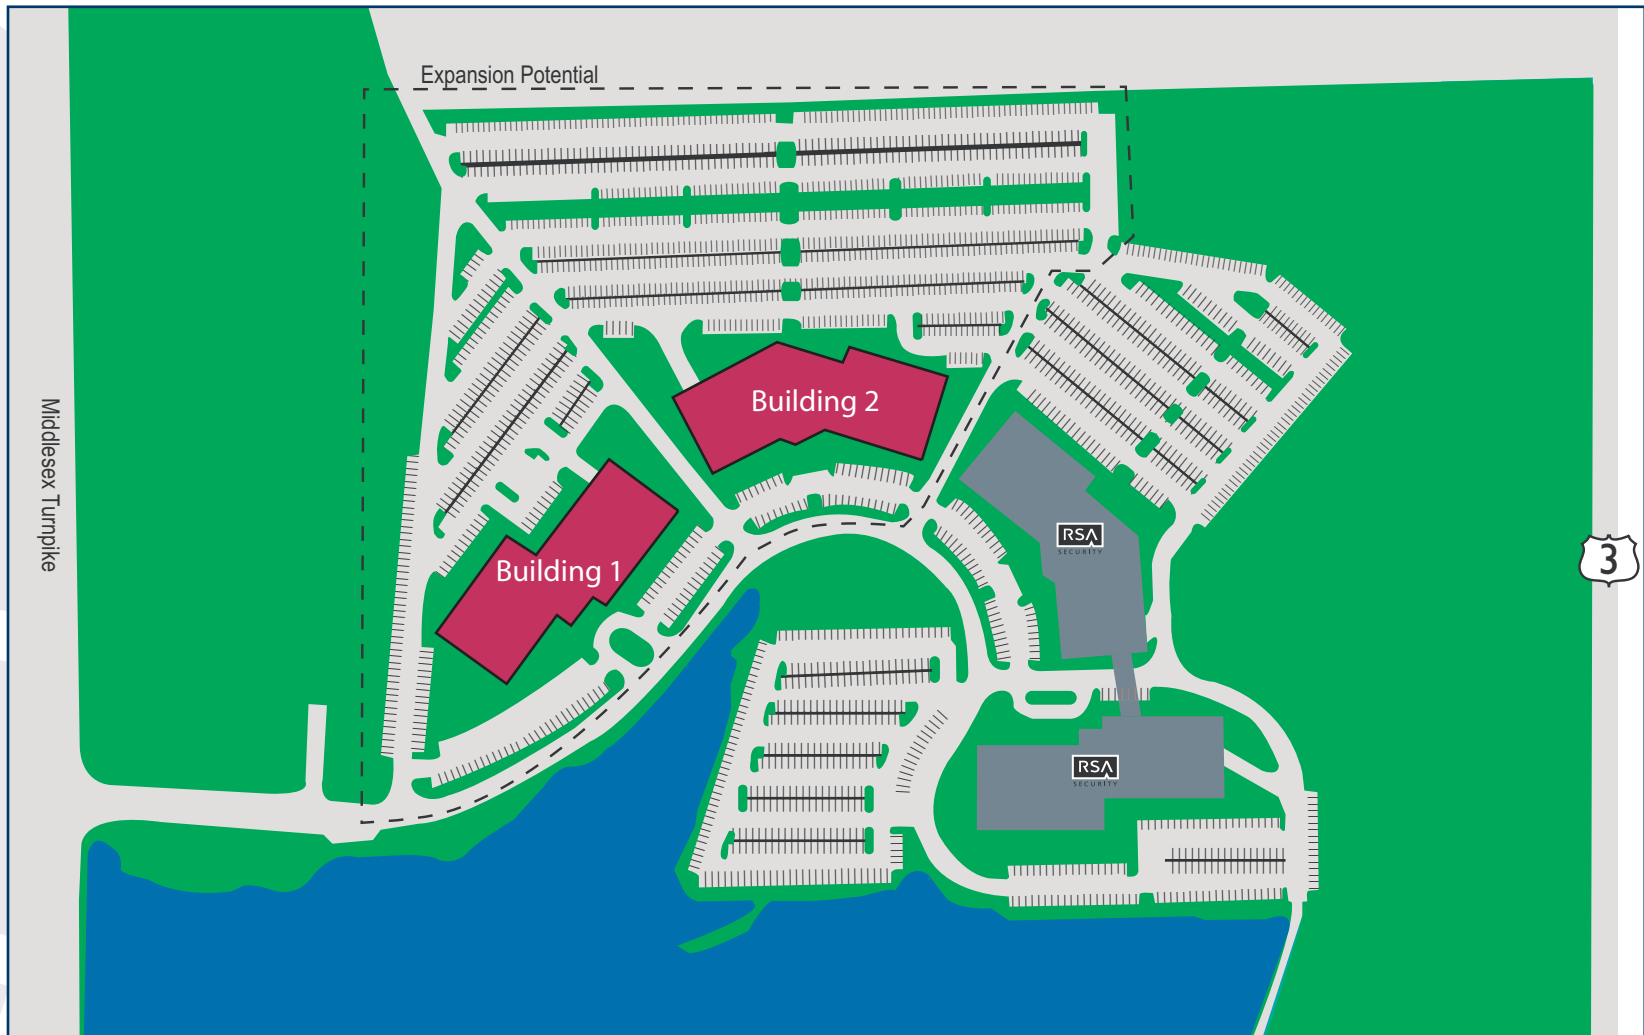 Expansion Potential
Building 2
Middlesex Turnpike
RSA
SECURITY
3
Building 1
RSA
SECURITY